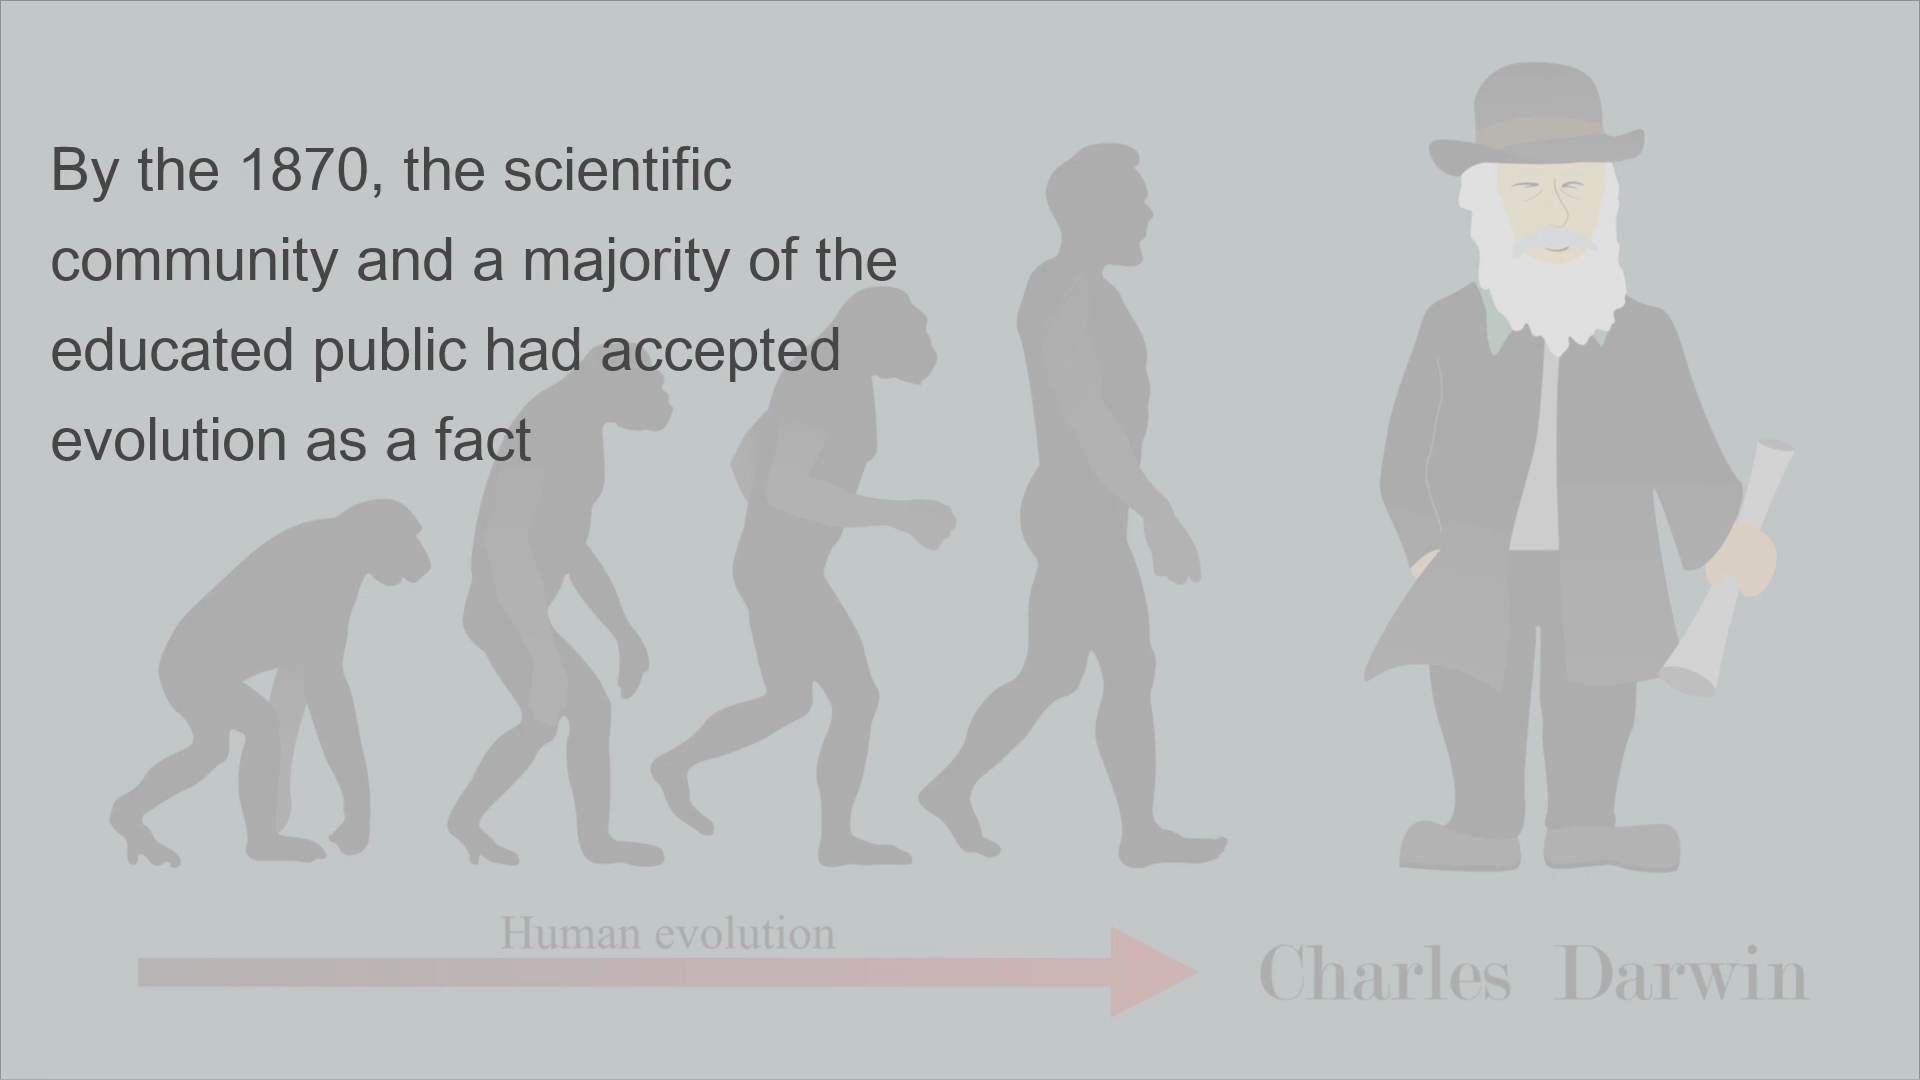 By the 1870, the scientific
community and a majority of the
educated public had accepted
evolution as a fact
Human evolution
Charles Darwin